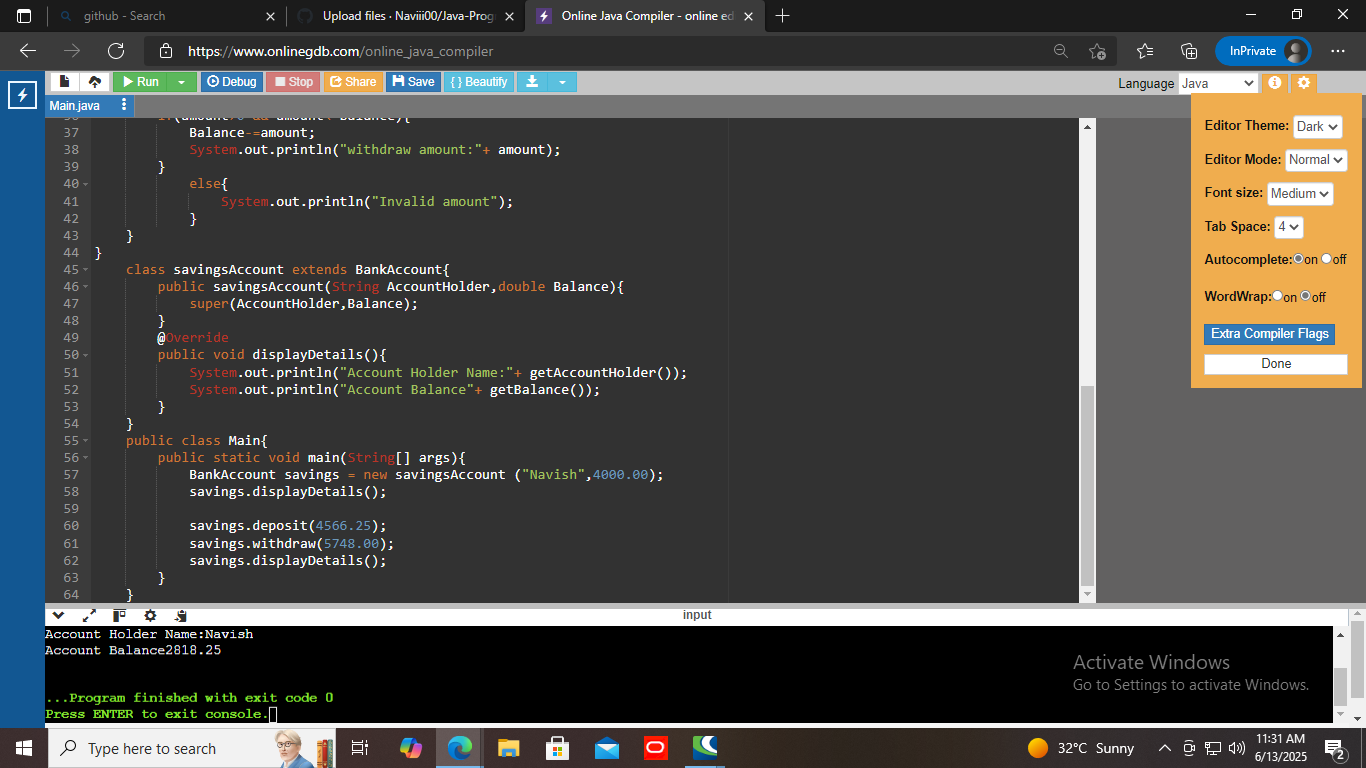 github - Search
Upload files · Naviii00/Java-Prog
Online Java Compiler - online ed
https://www.onlinegdb.com/online_java_compiler
InPrivate
Run
Debug
Stop
Share
Save
{ } Beautify
Language Java
Main.java
Editor Theme: Dark
Editor Mode: Normal
Font size: Medium
Tab Space: 4
Autocomplete: on off
WordWrap: on off
Extra Compiler Flags
Done
37 Balance-=amount;
38 System.out.println("withdraw amount:"+ amount);
39 }
40 else{
41 System.out.println("Invalid amount");
42 }
43 }
44 }
45 class savingsAccount extends BankAccount{
46 public savingsAccount(String AccountHolder,double Balance){
47 super(AccountHolder,Balance);
48 }
49 @Override
50 public void displayDetails(){
51 System.out.println("Account Holder Name:"+ getAccountHolder());
52 System.out.println("Account Balance"+ getBalance());
53 }
54 }
55 public class Main{
56 public static void main(String[] args){
57 BankAccount savings = new savingsAccount ("Navish",4000.00);
58 savings.displayDetails();
59
60 savings.deposit(4566.25);
61 savings.withdraw(5748.00);
62 savings.displayDetails();
63 }
64 }
input
Account Holder Name:Navish
Account Balance2818.25
...Program finished with exit code 0
Press ENTER to exit console.
Activate Windows
Go to Settings to activate Windows.
Type here to search
32°C Sunny
11:31 AM
6/13/2025
2